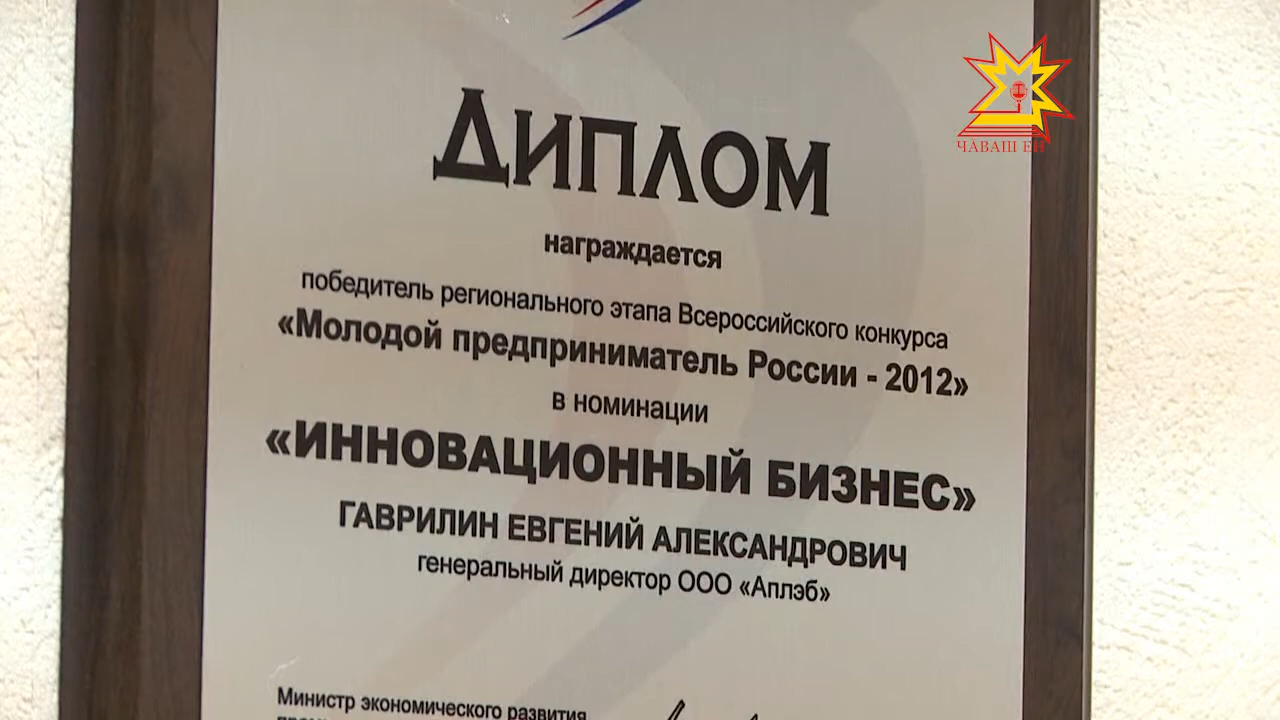 ЧӐВАШ ЕН
ДИПЛОМ
награждается
победитель регионального этапа Всероссийского конкурса
«Молодой предприниматель России - 2012»
в номинации
«ИННОВАЦИОННЫЙ БИЗНЕС»
ГАВРИЛИН ЕВГЕНИЙ АЛЕКСАНДРОВИЧ
генеральный директор ООО «Аплэб»
Министр экономического развития